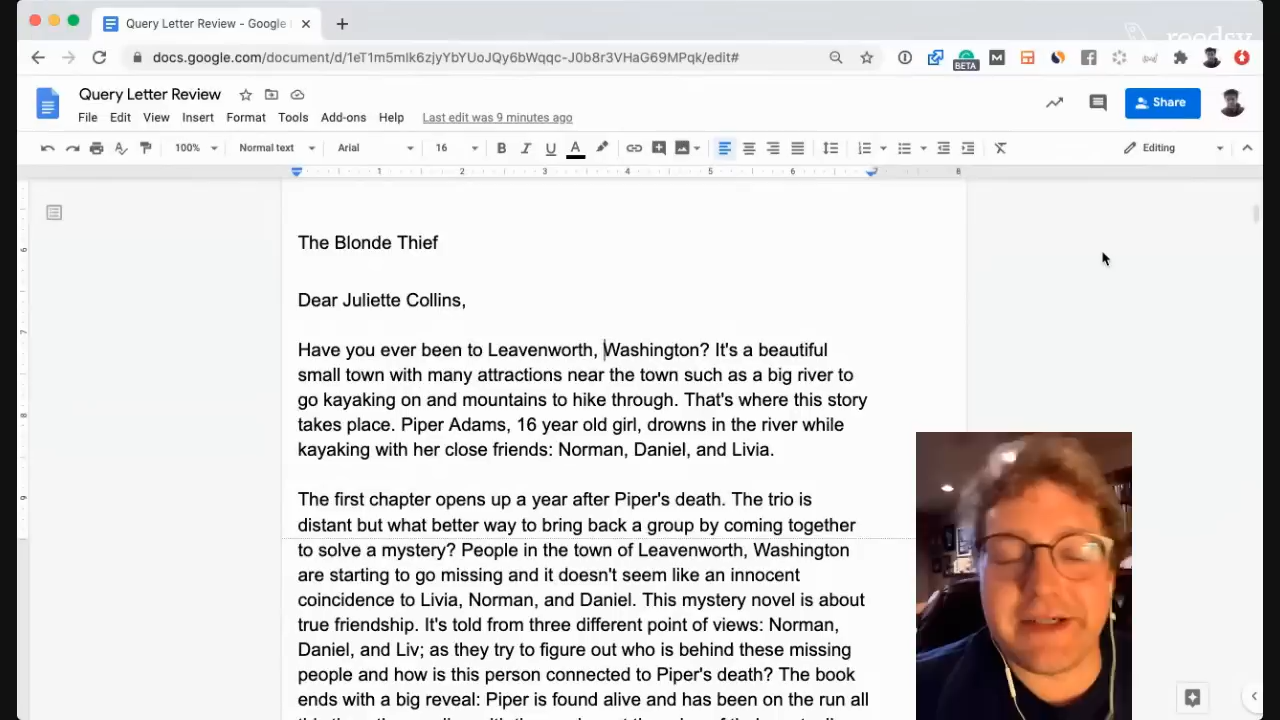 Query Letter Review - Google
reedsy
docs.google.com/document/d/1eT1m5mlk6zjyYbYUoJQy6bWqqc-J0b8r3VHaG69MPqk/edit#
BETA
Query Letter Review
Share
File Edit View Insert Format Tools Add-ons Help Last edit was 9 minutes ago
100% Normal text Arial 16 B I U A Editing
1 2 3 4 5 6 8
The Blonde Thief
Dear Juliette Collins,
Have you ever been to Leavenworth, Washington? It's a beautiful
small town with many attractions near the town such as a big river to
go kayaking on and mountains to hike through. That's where this story
takes place. Piper Adams, 16 year old girl, drowns in the river while
kayaking with her close friends: Norman, Daniel, and Livia.
The first chapter opens up a year after Piper's death. The trio is
distant but what better way to bring back a group by coming together
to solve a mystery? People in the town of Leavenworth, Washington
are starting to go missing and it doesn't seem like an innocent
coincidence to Livia, Norman, and Daniel. This mystery novel is about
true friendship. It's told from three different point of views: Norman,
Daniel, and Liv; as they try to figure out who is behind these missing
people and how is this person connected to Piper's death? The book
ends with a big reveal: Piper is found alive and has been on the run all